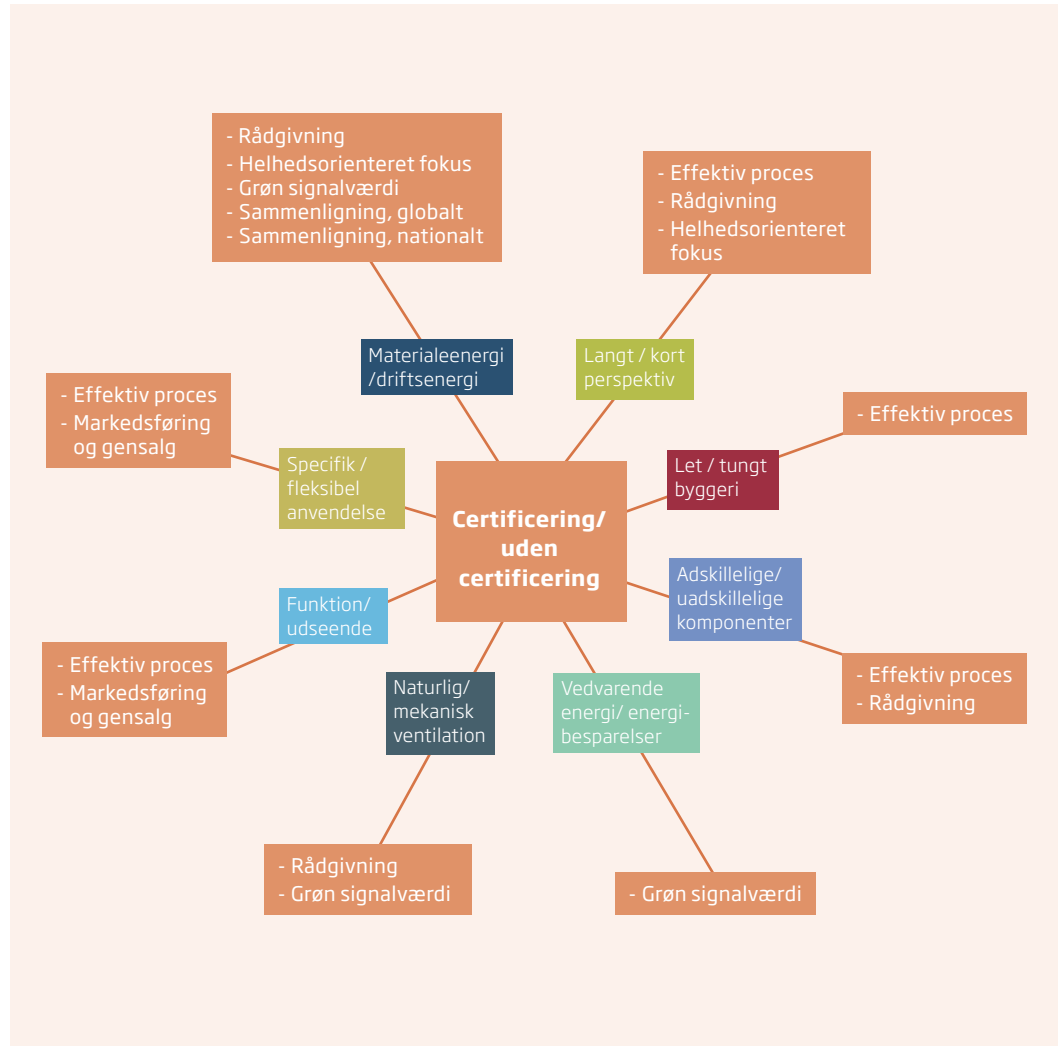 - Rådgivning
- Helhedsorienteret fokus
- Grøn signalværdi
- Sammenligning, globalt
- Sammenligning, nationalt
- Effektiv proces
- Rådgivning
- Helhedsorienteret
fokus
Materialeenergi
/driftsenergi
Langt / kort
perspektiv
- Effektiv proces
- Markedsføring
og gensalg
- Effektiv proces
Specifik /
fleksibel
anvendelse
Let / tungt
byggeri
Certificering/
uden
certificering
Adskillelige/
uadskillelige
komponenter
Funktion/
udseende
- Effektiv proces
- Markedsføring
og gensalg
- Effektiv proces
- Rådgivning
Naturlig/
mekanisk
ventilation
Vedvarende
energi/ energi-
besparelser
- Rådgivning
- Grøn signalværdi
- Grøn signalværdi